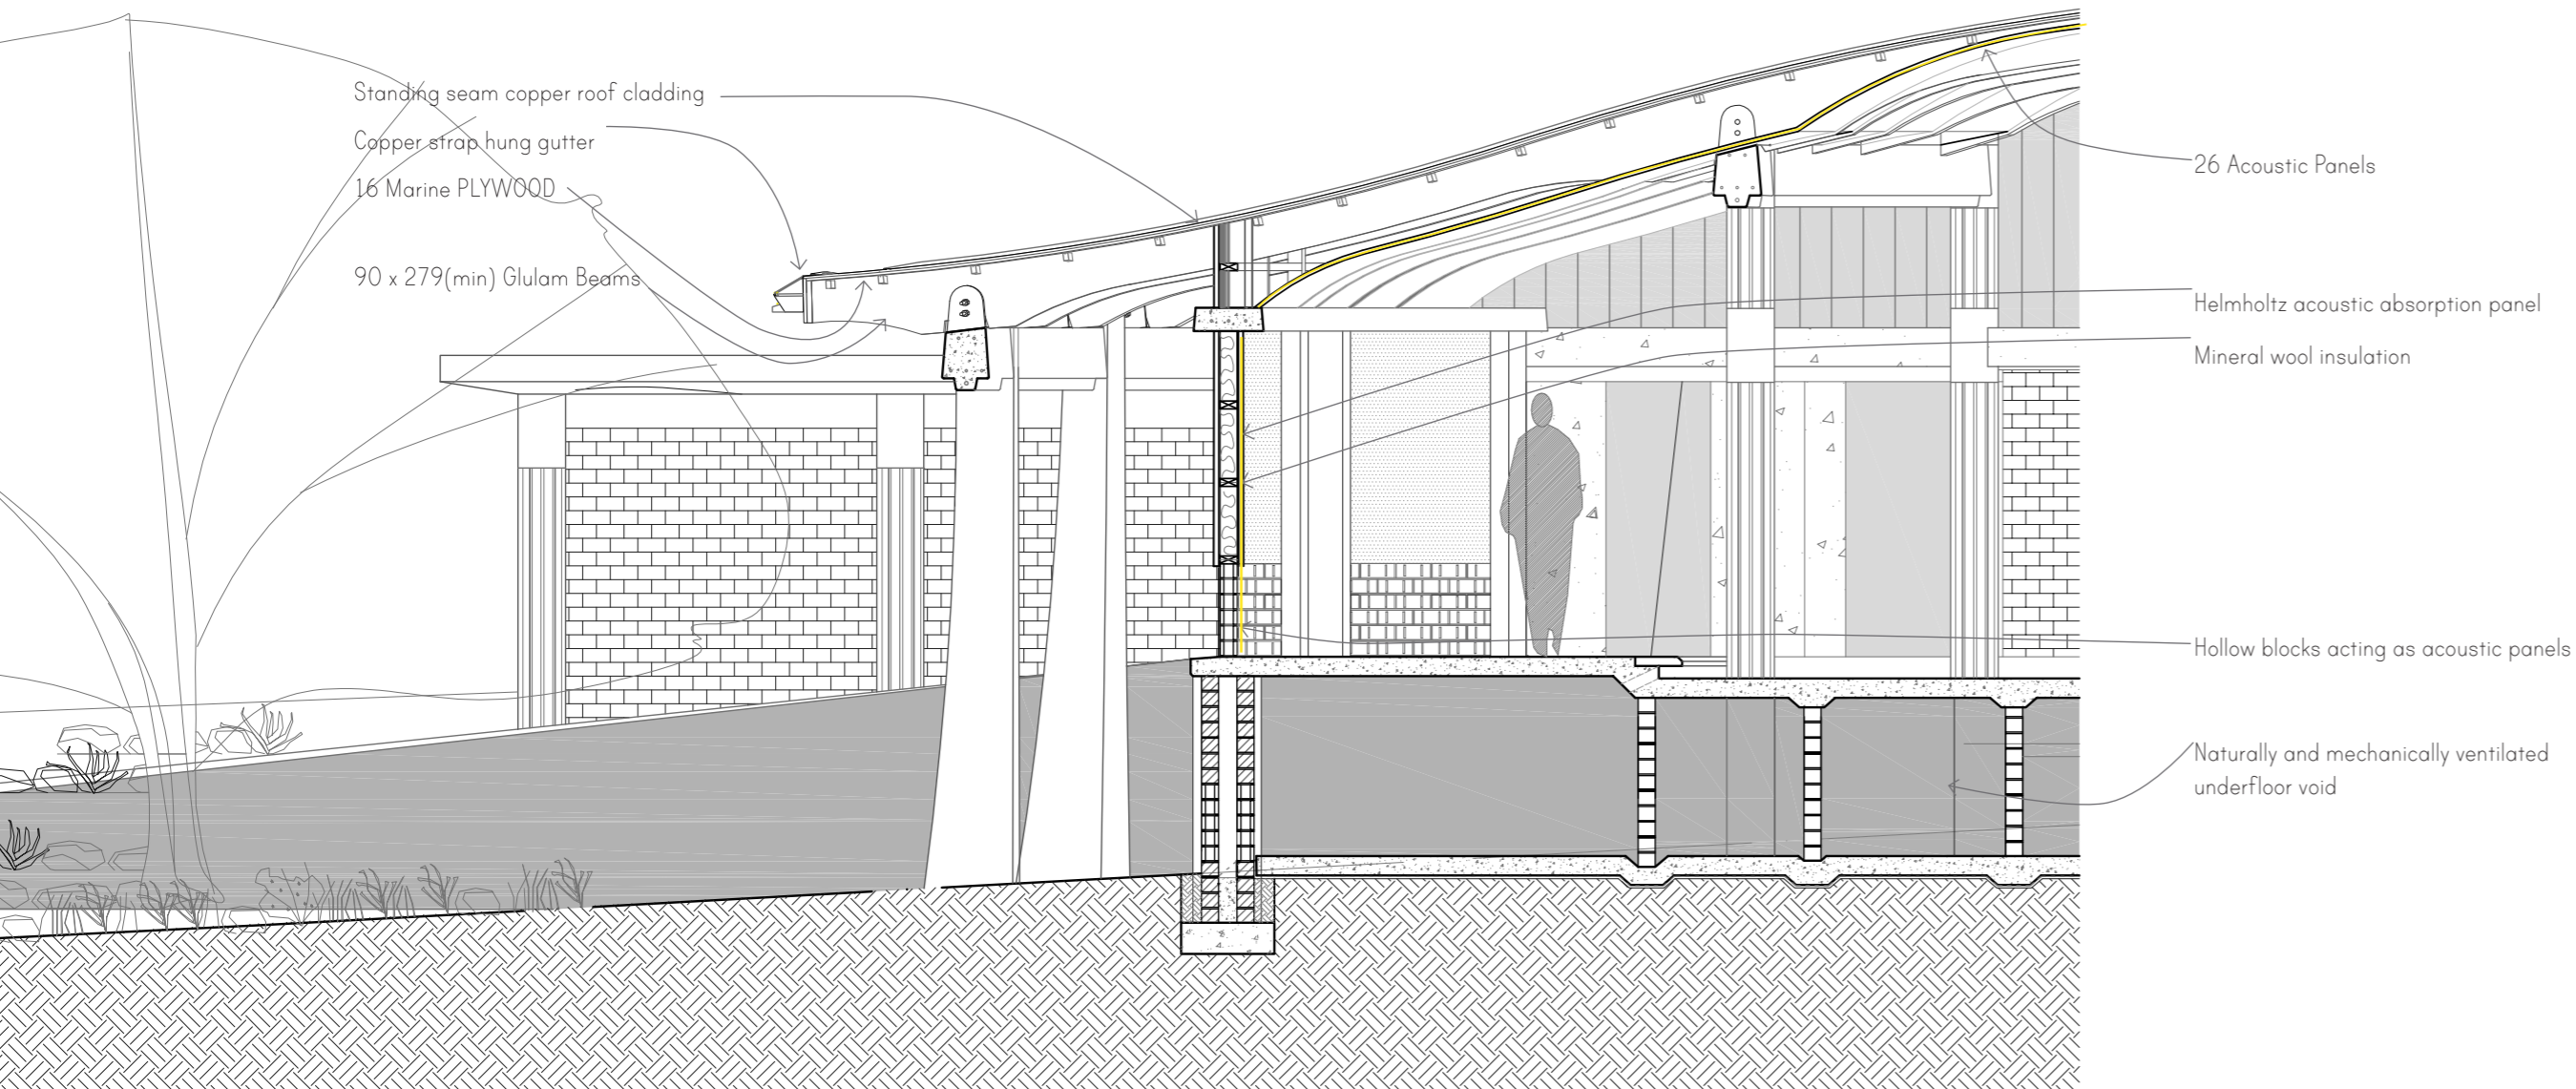 Standing seam copper roof cladding
Copper strap hung gutter
16 Marine PLYWOOD
90 x 279(min) Glulam Beams
26 Acoustic Panels
Helmholtz acoustic absorption panel
Mineral wool insulation
Hollow blocks acting as acoustic panels
Naturally and mechanically ventilated
underfloor void